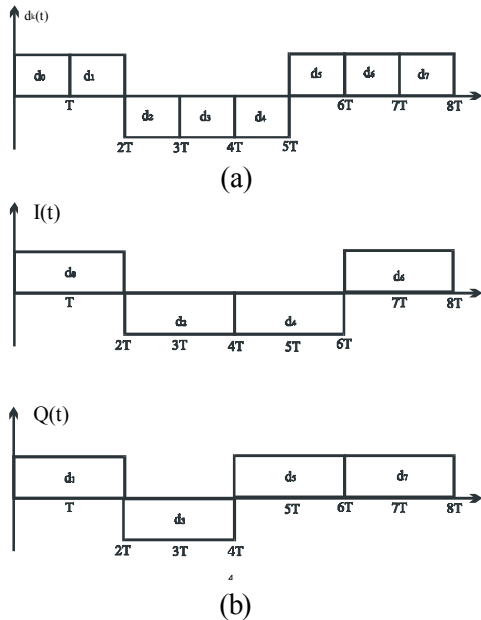 dk(t)
d0 d1 d5 d6 d7
T 6T 7T 8T
d2 d3 d4
2T 3T 4T 5T
(a)
I(t)
d0 d6
T 7T 8T
d2 d4
2T 3T 4T 5T 6T
Q(t)
d1 d5 d7
T 5T 6T 7T 8T
d3
2T 3T 4T
4
(b)